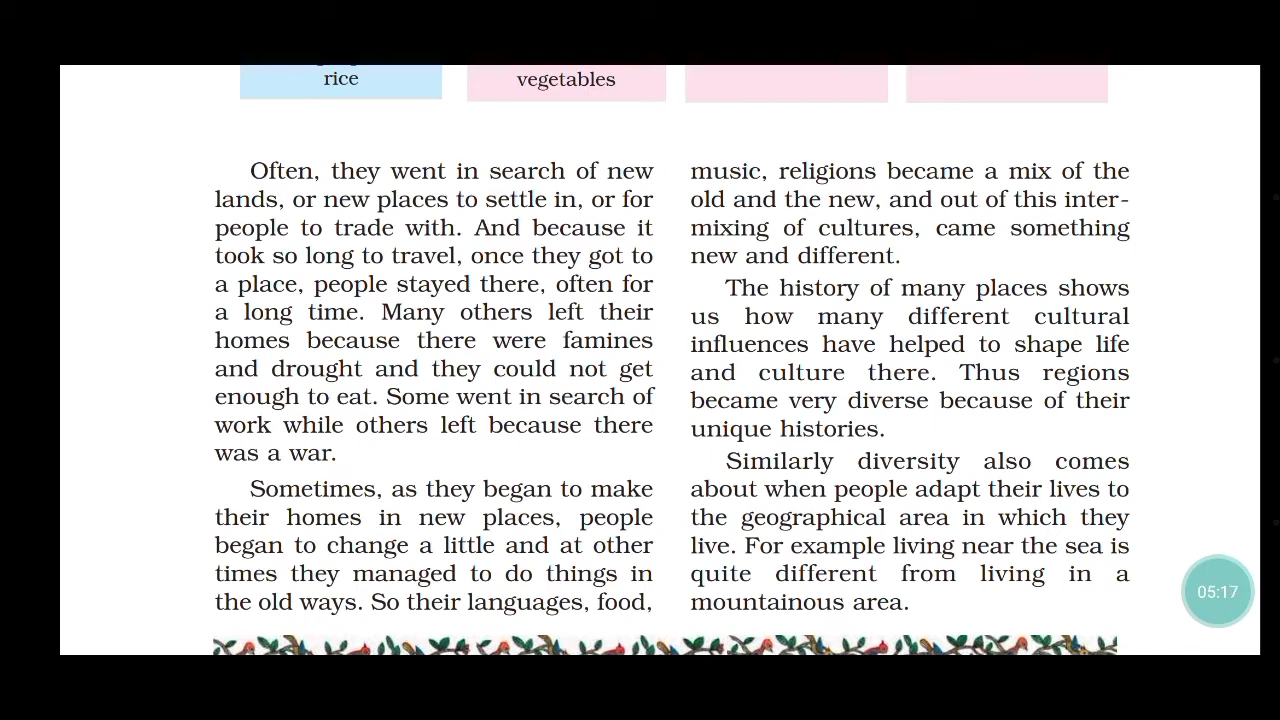 rice
vegetables
Often, they went in search of new
lands, or new places to settle in, or for
people to trade with. And because it
took so long to travel, once they got to
a place, people stayed there, often for
a long time. Many others left their
homes because there were famines
and drought and they could not get
enough to eat. Some went in search of
work while others left because there
was a war.
Sometimes, as they began to make
their homes in new places, people
began to change a little and at other
times they managed to do things in
the old ways. So their languages, food,
music, religions became a mix of the
old and the new, and out of this inter-
mixing of cultures, came something
new and different.
The history of many places shows
us how many different cultural
influences have helped to shape life
and culture there. Thus regions
became very diverse because of their
unique histories.
Similarly diversity also comes
about when people adapt their lives to
the geographical area in which they
live. For example living near the sea is
quite different from living in a
mountainous area.
05:17